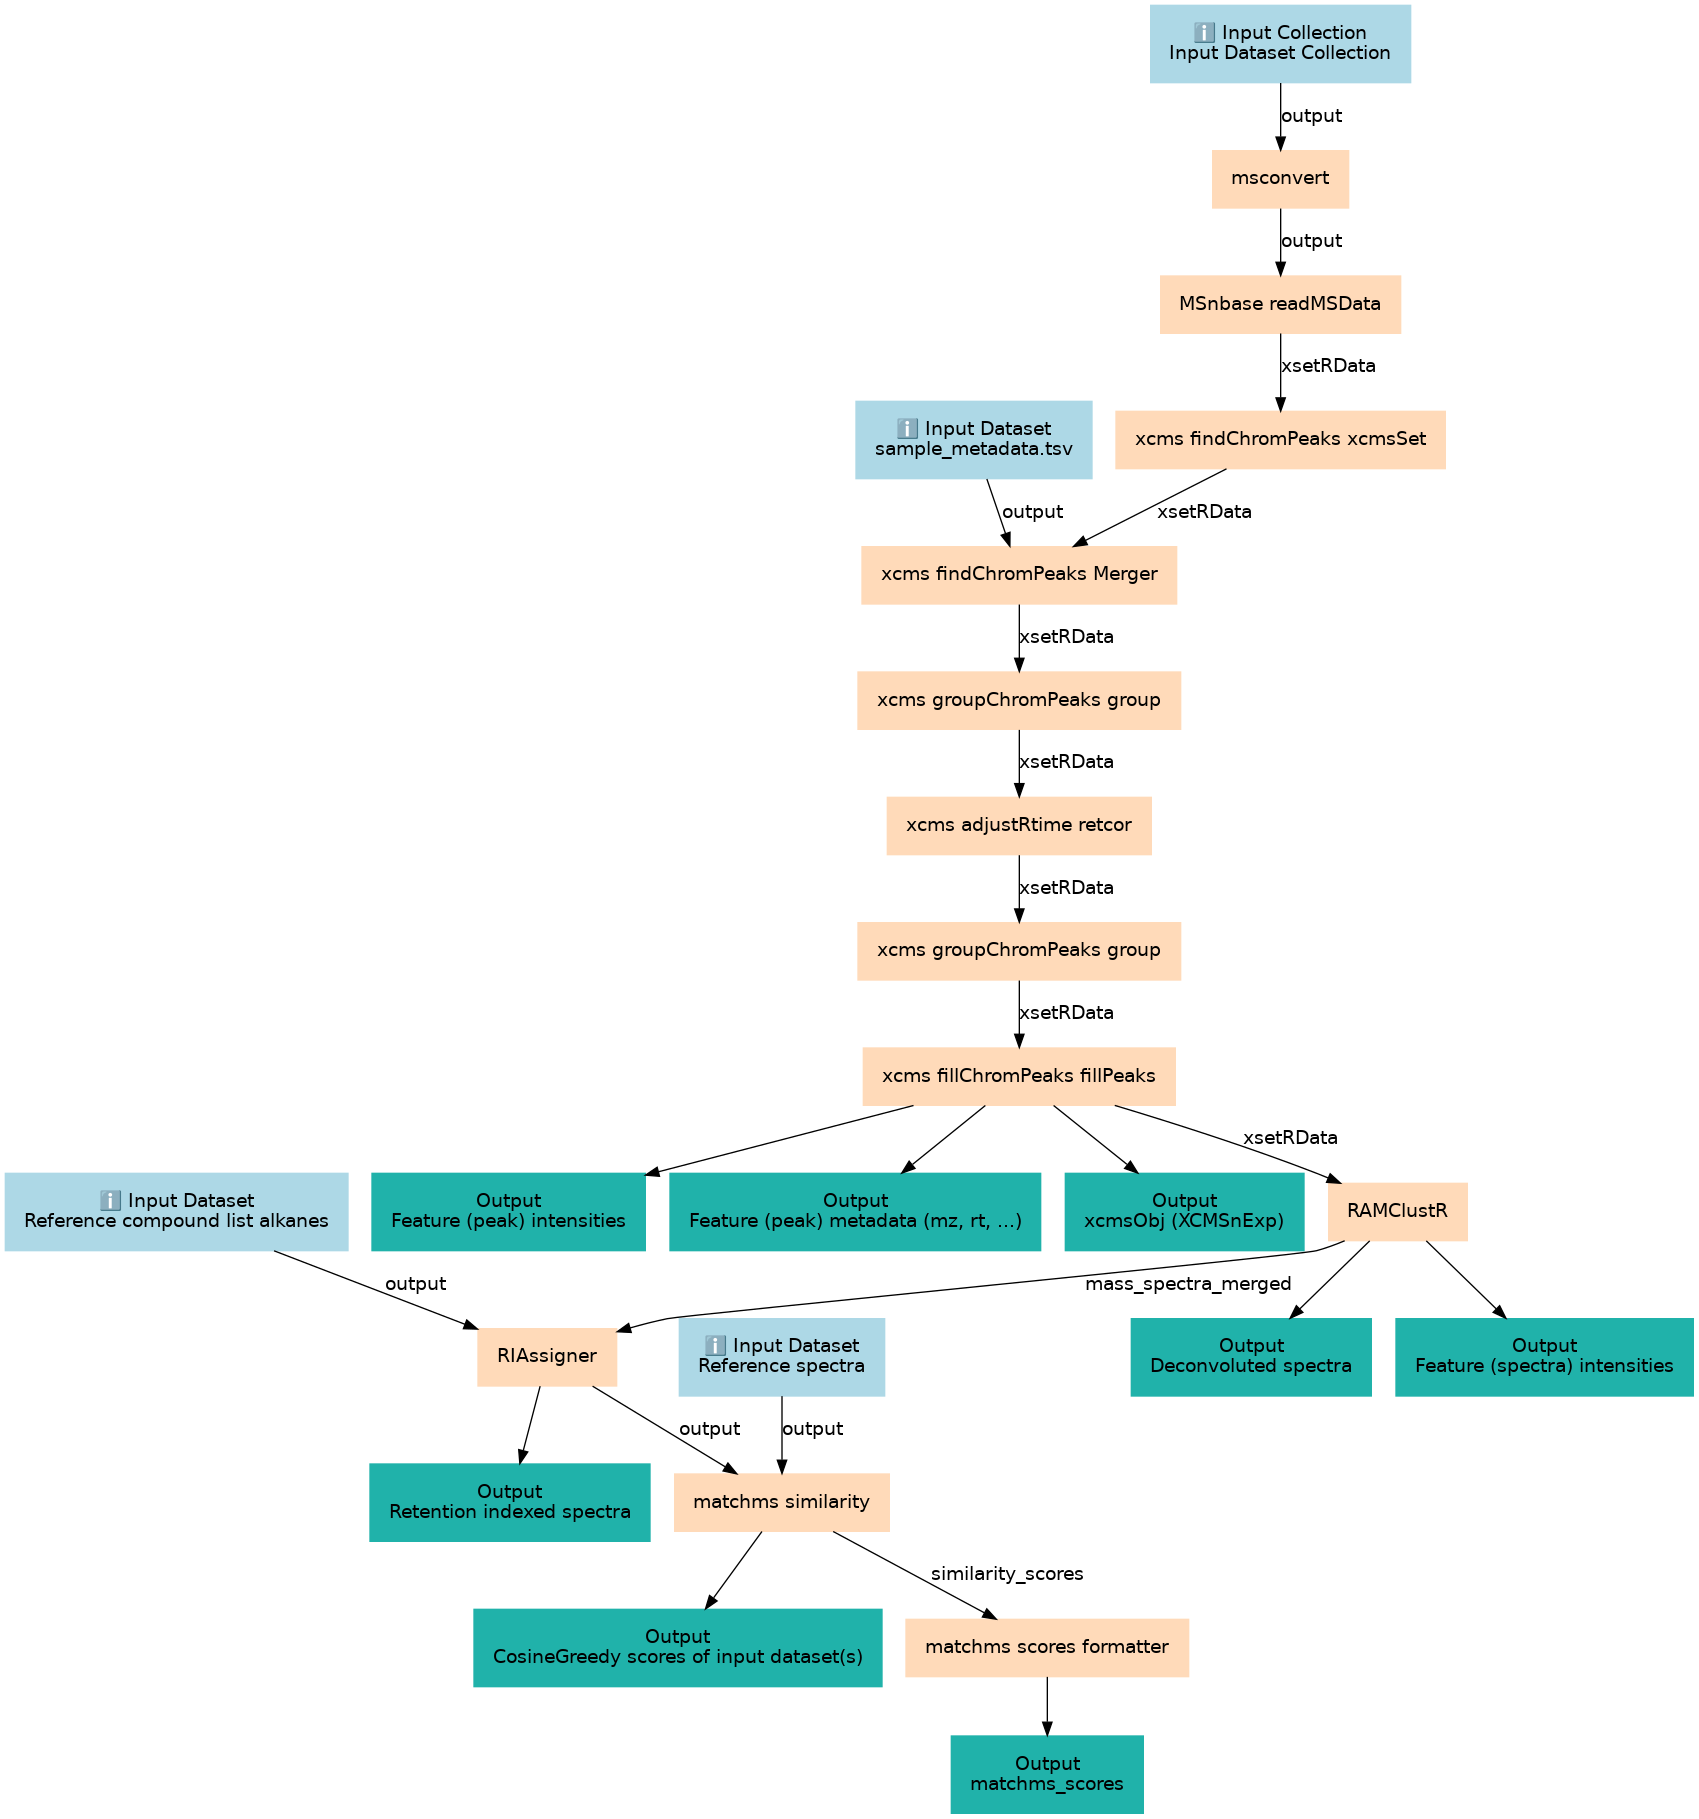 ℹ️ Input Collection
Input Dataset Collection
output
msconvert
output
MSnbase readMSData
xsetRData
ℹ️ Input Dataset
sample_metadata.tsv
xcms findChromPeaks xcmsSet
output
xsetRData
xcms findChromPeaks Merger
xsetRData
xcms groupChromPeaks group
xsetRData
xcms adjustRtime retcor
xsetRData
xcms groupChromPeaks group
xsetRData
xcms fillChromPeaks fillPeaks
xsetRData
ℹ️ Input Dataset
Reference compound list alkanes
Output
Feature (peak) intensities
Output
Feature (peak) metadata (mz, rt, ...)
Output
xcmsObj (XCMSnExp)
RAMClustR
output
mass_spectra_merged
RIAssigner
ℹ️ Input Dataset
Reference spectra
Output
Deconvoluted spectra
Output
Feature (spectra) intensities
output
output
Output
Retention indexed spectra
matchms similarity
similarity_scores
Output
CosineGreedy scores of input dataset(s)
matchms scores formatter
Output
matchms_scores